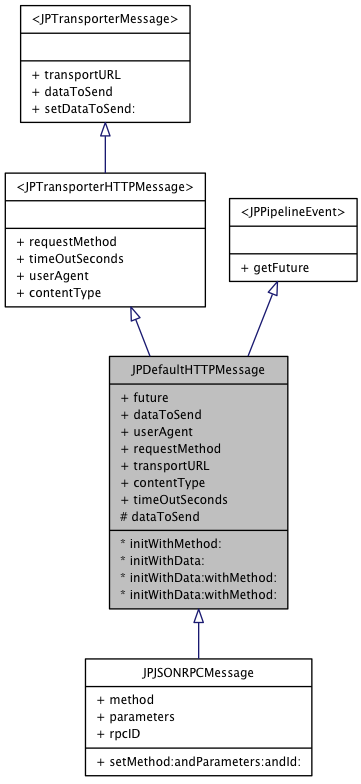 <JPTransporterMessage>
+ transportURL
+ dataToSend
+ setDataToSend:
<JPTransporterHTTPMessage>
+ requestMethod
+ timeOutSeconds
+ userAgent
+ contentType
<JPPipelineEvent>
+ getFuture
JPDefaultHTTPMessage
+ future
+ dataToSend
+ userAgent
+ requestMethod
+ transportURL
+ contentType
+ timeOutSeconds
# dataToSend
* initWithMethod:
* initWithData:
* initWithData:withMethod:
* initWithData:withMethod:
JPJSONRPCMessage
+ method
+ parameters
+ rpcID
+ setMethod:andParameters:andId: